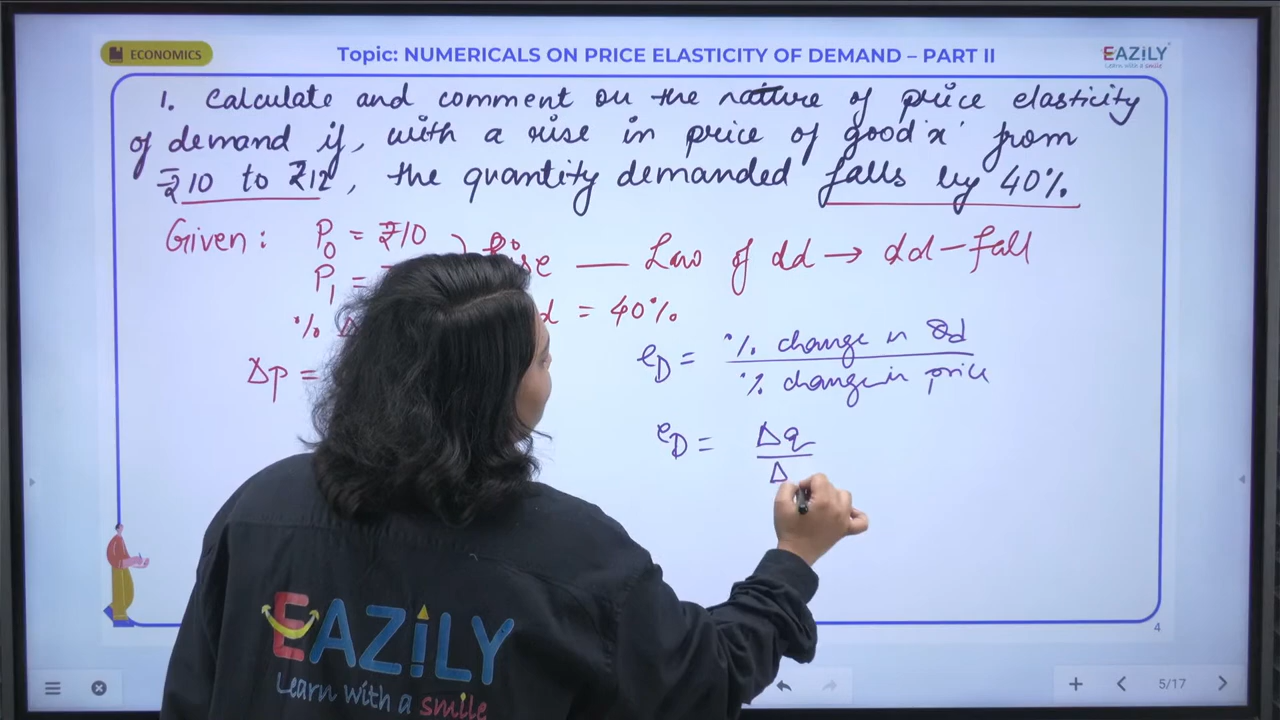 ECONOMICS
Topic: NUMERICALS ON PRICE ELASTICITY OF DEMAND – PART II
EAZiLY
Learn with a smile
1. Calculate and comment on the nature of price elasticity
of demand if, with a rise in price of good 'x' from
₹10 to ₹12, the quantity demanded falls by 40%.
Given: P₀ = ₹10
Rise — Law of dd → dd – fall
P₁ =
% Δ
d = 40%
Δp =
e_D = % change in Qd / % change in price
e_D = Δq / Δ
4
5/17
EAZiLY
Learn with a smile